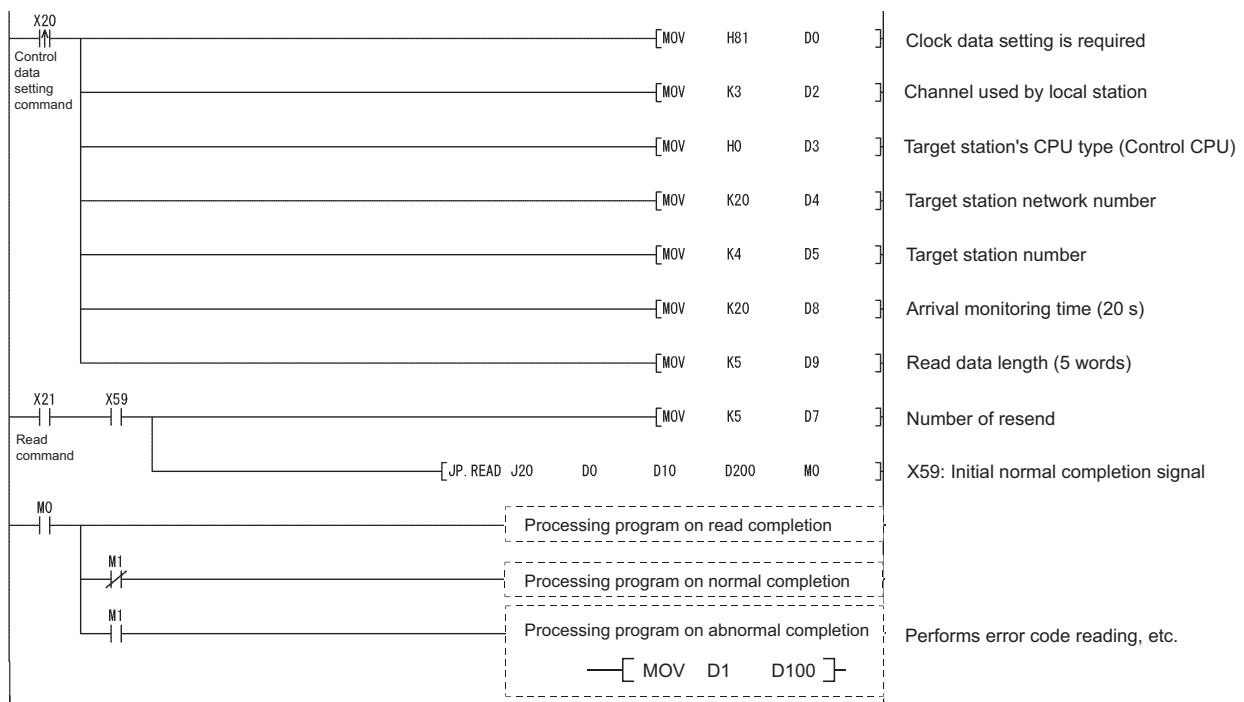 X20
Control
data
setting
command
MOV H81 D0 Clock data setting is required
MOV K3 D2 Channel used by local station
MOV H0 D3 Target station's CPU type (Control CPU)
MOV K20 D4 Target station network number
MOV K4 D5 Target station number
MOV K20 D8 Arrival monitoring time (20 s)
MOV K5 D9 Read data length (5 words)
X21 X59
Read
command
MOV K5 D7 Number of resend
JP.READ J20 D0 D10 D200 M0 X59: Initial normal completion signal
M0
Processing program on read completion
M1
Processing program on normal completion
M1
Processing program on abnormal completion Performs error code reading, etc.
MOV D1 D100